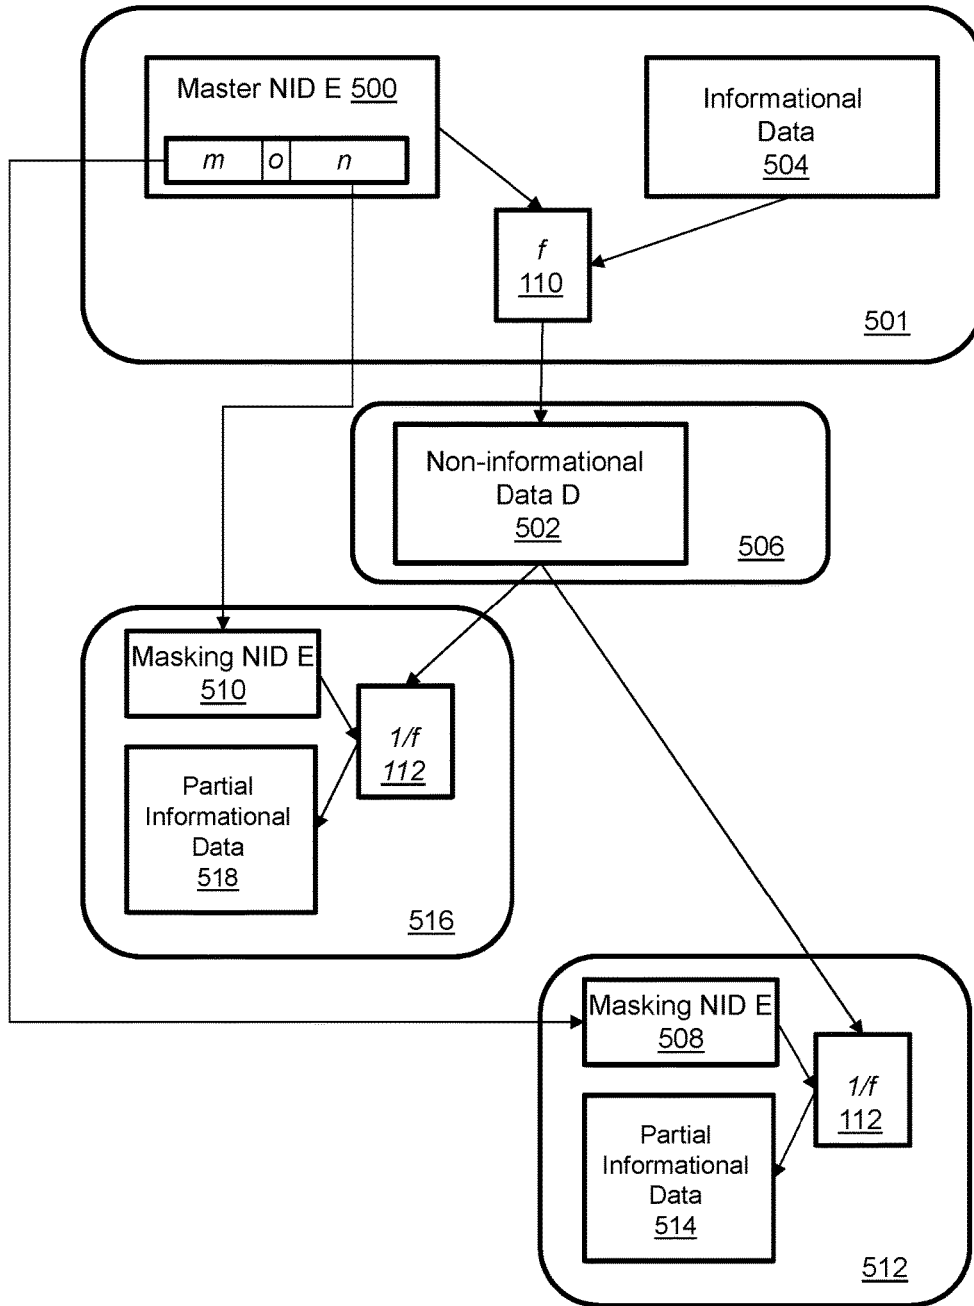 Master NID E 500
m o n
Informational
Data
504
f
110
501
Non-informational
Data D
502
506
Masking NID E
510
1/f
112
Partial
Informational
Data
518
516
Masking NID E
508
1/f
112
Partial
Informational
Data
514
512